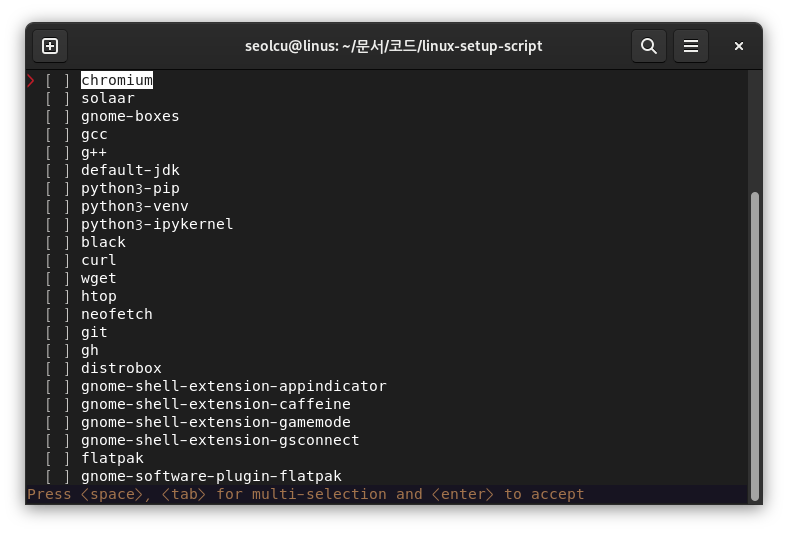 seolcu@linus: ~/문서/코드/linux-setup-script
> [ ] chromium
[ ] solaar
[ ] gnome-boxes
[ ] gcc
[ ] g++
[ ] default-jdk
[ ] python3-pip
[ ] python3-venv
[ ] python3-ipykernel
[ ] black
[ ] curl
[ ] wget
[ ] htop
[ ] neofetch
[ ] git
[ ] gh
[ ] distrobox
[ ] gnome-shell-extension-appindicator
[ ] gnome-shell-extension-caffeine
[ ] gnome-shell-extension-gamemode
[ ] gnome-shell-extension-gsconnect
[ ] flatpak
[ ] gnome-software-plugin-flatpak
Press <space>, <tab> for multi-selection and <enter> to accept